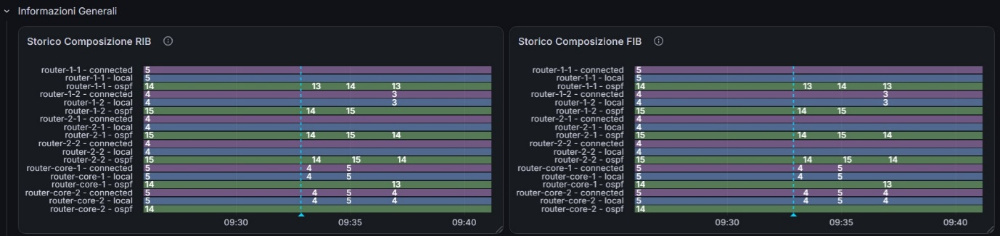 Informazioni Generali
Storico Composizione RIB
router-1-1 - connected 5
router-1-1 - local 5
router-1-1 - ospf 14 13 14 13
router-1-2 - connected 4 3
router-1-2 - local 4 3
router-1-2 - ospf 15 14 15
router-2-1 - connected 4
router-2-1 - local 4
router-2-1 - ospf 15 14 15 14
router-2-2 - connected 4
router-2-2 - local 4
router-2-2 - ospf 15 14 15 14
router-core-1 - connected 5 4 5
router-core-1 - local 5 4 5
router-core-1 - ospf 14 13
router-core-2 - connected 5 4 5 4
router-core-2 - local 5 4 5 4
router-core-2 - ospf 14
09:30 09:35 09:40
Storico Composizione FIB
router-1-1 - connected 5
router-1-1 - local 5
router-1-1 - ospf 14 13 14 13
router-1-2 - connected 4 3
router-1-2 - local 4 3
router-1-2 - ospf 15 14 15
router-2-1 - connected 4
router-2-1 - local 4
router-2-1 - ospf 15 14 15 14
router-2-2 - connected 4
router-2-2 - local 4
router-2-2 - ospf 15 14 15 14
router-core-1 - connected 5 4 5
router-core-1 - local 5 4 5
router-core-1 - ospf 14 13
router-core-2 - connected 5 4 5 4
router-core-2 - local 5 4 5 4
router-core-2 - ospf 14
09:30 09:35 09:40